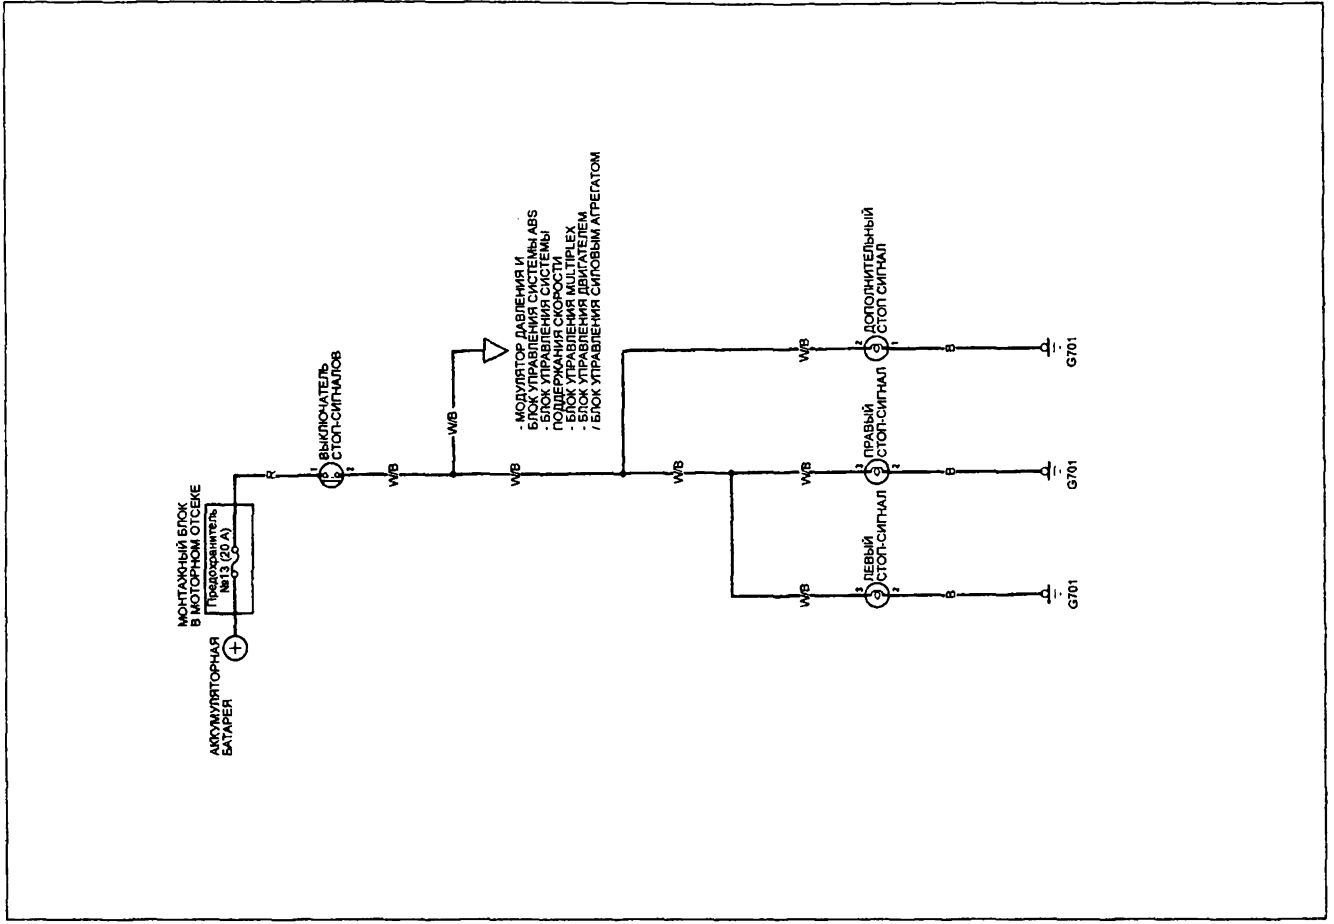 АККУМУЛЯТОРНАЯ
БАТАРЕЯ
МОНТАЖНЫЙ БЛОК
В МОТОРНОМ ОТСЕКЕ
Предохранитель
№13 (20 А)
R
1
ВЫКЛЮЧАТЕЛЬ
СТОП-СИГНАЛОВ
2
W/B
W/B
- МОДУЛЯТОР ДАВЛЕНИЯ И
БЛОК УПРАВЛЕНИЯ СИСТЕМЫ ABS
- БЛОК УПРАВЛЕНИЯ СИСТЕМЫ
ПОДДЕРЖАНИЯ СКОРОСТИ
- БЛОК УПРАВЛЕНИЯ MULTIPLEX
- БЛОК УПРАВЛЕНИЯ ДВИГАТЕЛЕМ
/ БЛОК УПРАВЛЕНИЯ СИЛОВЫМ АГРЕГАТОМ
W/B
W/B
W/B
3
ЛЕВЫЙ
СТОП-СИГНАЛ
2
B
G701
W/B
3
ПРАВЫЙ
СТОП-СИГНАЛ
2
B
G701
W/B
2
ДОПОЛНИТЕЛЬНЫЙ
СТОП СИГНАЛ
1
B
G701